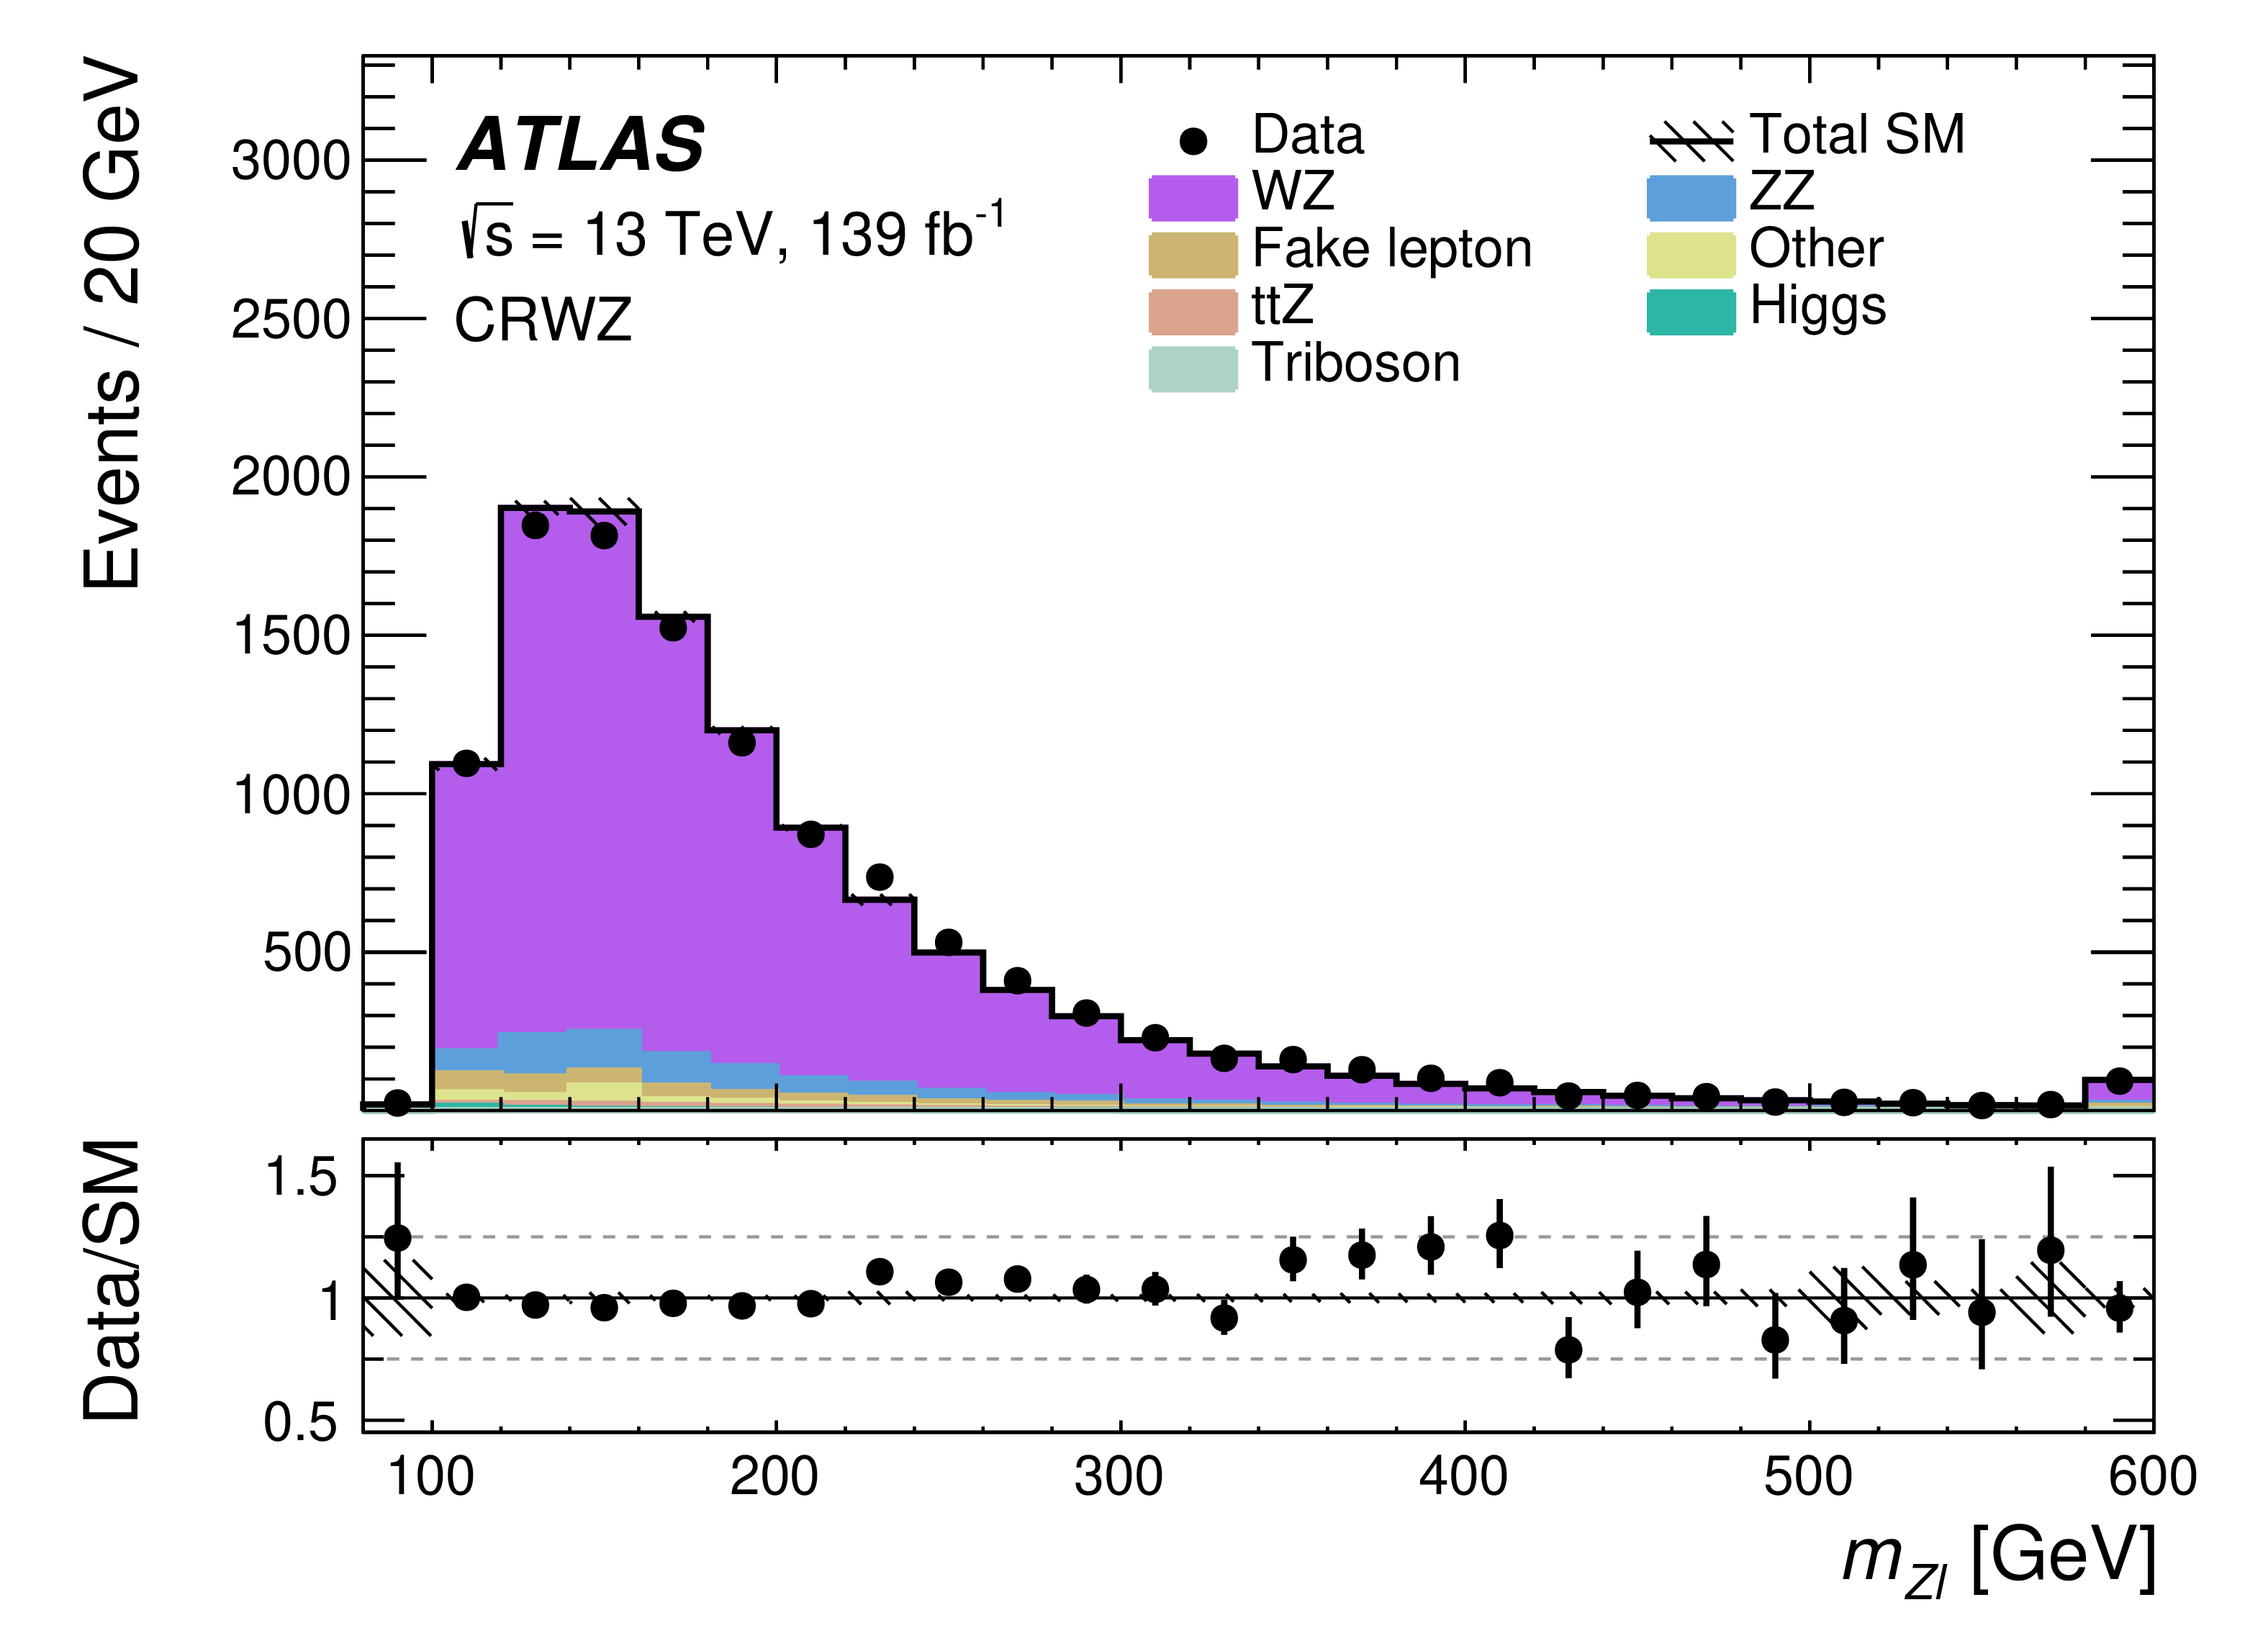 ATLAS
√s = 13 TeV, 139 fb-1
CRWZ
Data
WZ
Fake lepton
ttZ
Triboson
Total SM
ZZ
Other
Higgs
Events / 20 GeV
3000
2500
2000
1500
1000
500
Data/SM
1.5
1
0.5
100 200 300 400 500 600
mZl [GeV]